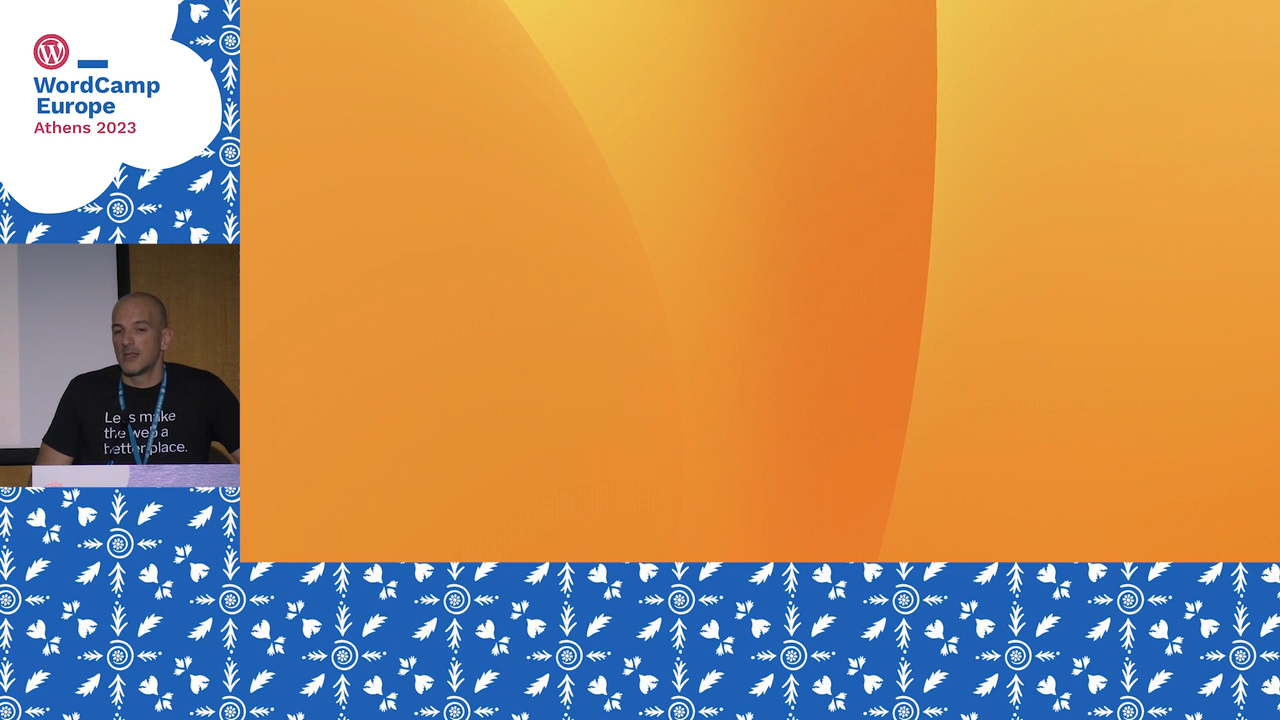 WordCamp
Europe
Athens 2023
Let's make
the web a
better place.